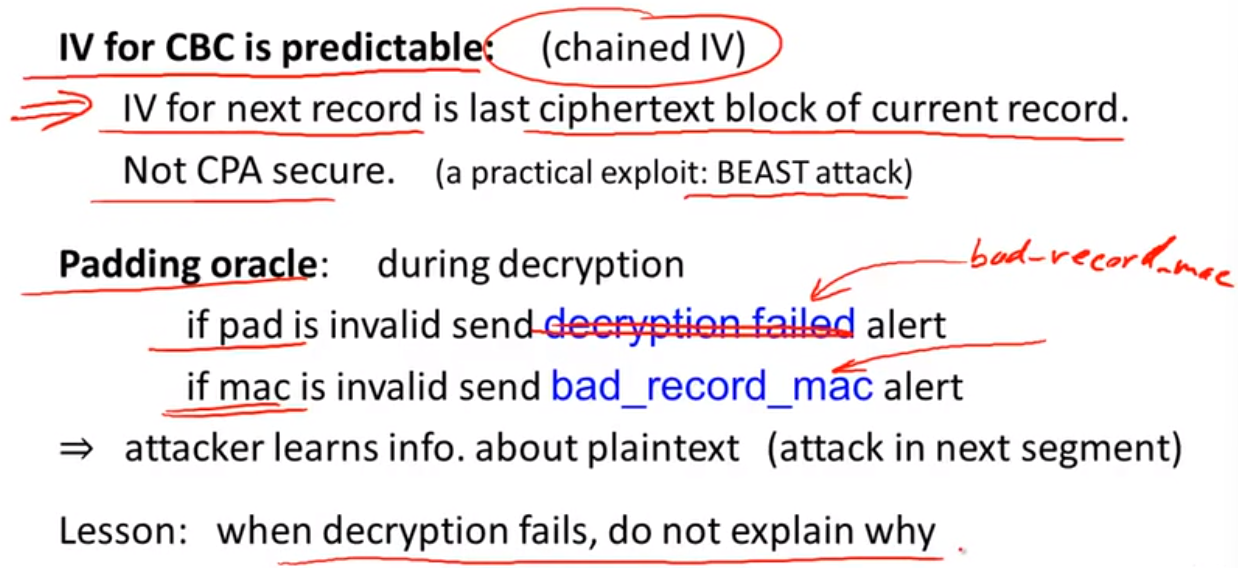 IV for CBC is predictable: (chained IV)
IV for next record is last ciphertext block of current record.
Not CPA secure. (a practical exploit: BEAST attack)
Padding oracle: during decryption
bad-record-mac
if pad is invalid send decryption failed alert
if mac is invalid send bad_record_mac alert
⇒ attacker learns info. about plaintext (attack in next segment)
Lesson: when decryption fails, do not explain why